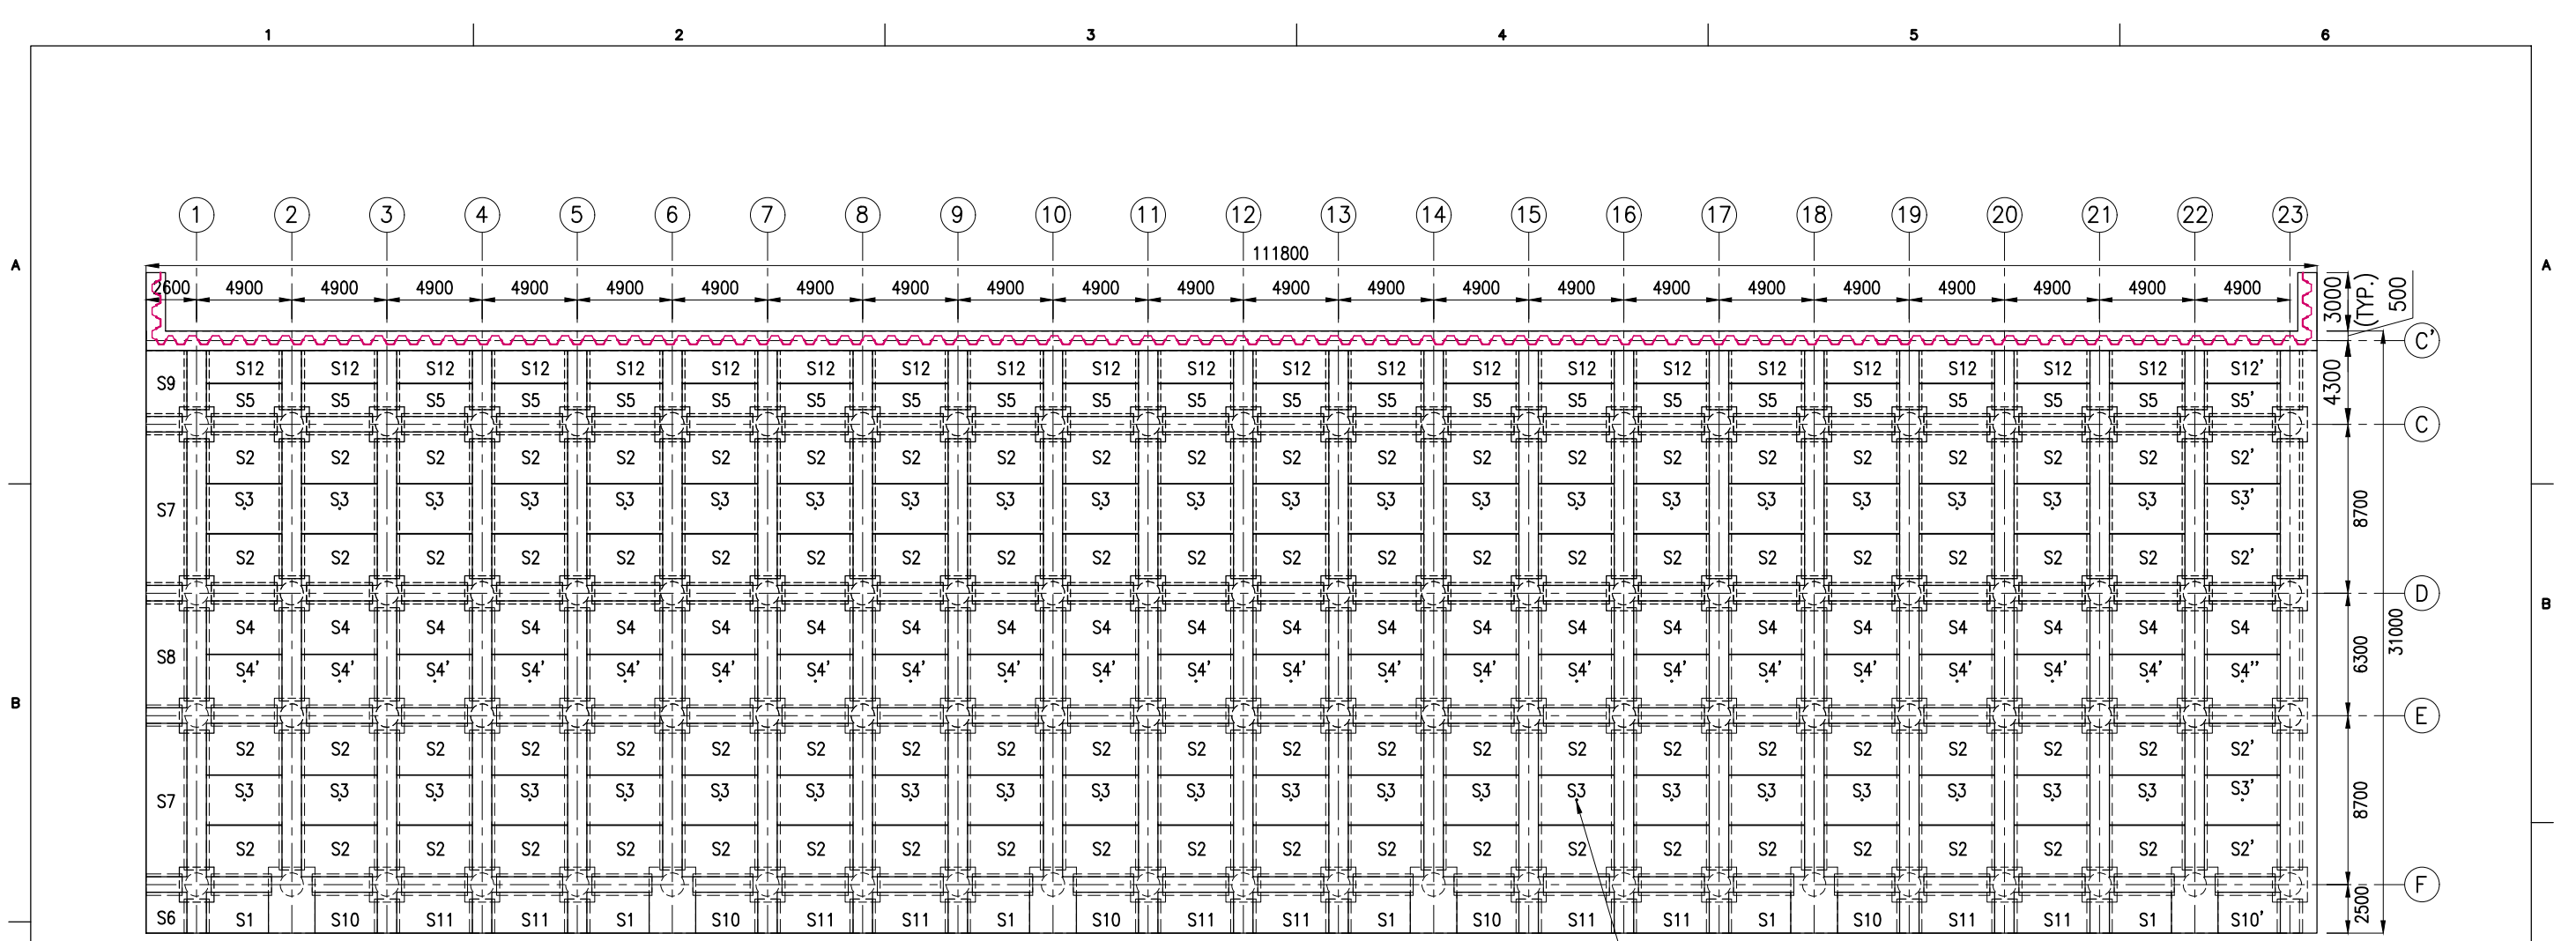 1 2 3 4 5 6
1 2 3 4 5 6 7 8 9 10 11 12 13 14 15 16 17 18 19 20 21 22 23
A 111800 A
2600 4900 4900 4900 4900 4900 4900 4900 4900 4900 4900 4900 4900 4900 4900 4900 4900 4900 4900 4900 4900 4900 4900
3000
(TYP.)
500
C'
S9 S12 S12 S12 S12 S12 S12 S12 S12 S12 S12 S12 S12 S12 S12 S12 S12 S12 S12 S12 S12 S12 S12'
4300
S5 S5 S5 S5 S5 S5 S5 S5 S5 S5 S5 S5 S5 S5 S5 S5 S5 S5 S5 S5 S5 S5'
C
S2 S2 S2 S2 S2 S2 S2 S2 S2 S2 S2 S2 S2 S2 S2 S2 S2 S2 S2 S2 S2 S2'
S7 S3 S3 S3 S3 S3 S3 S3 S3 S3 S3 S3 S3 S3 S3 S3 S3 S3 S3 S3 S3 S3 S3' 8700
S2 S2 S2 S2 S2 S2 S2 S2 S2 S2 S2 S2 S2 S2 S2 S2 S2 S2 S2 S2 S2 S2'
D
B
S4 S4 S4 S4 S4 S4 S4 S4 S4 S4 S4 S4 S4 S4 S4 S4 S4 S4 S4 S4 S4 S4 31000
S8 S4' S4' S4' S4' S4' S4' S4' S4' S4' S4' S4' S4' S4' S4' S4' S4' S4' S4' S4' S4' S4' S4'' 6300
B
E
S2 S2 S2 S2 S2 S2 S2 S2 S2 S2 S2 S2 S2 S2 S2 S2 S2 S2 S2 S2 S2 S2'
S7 S3 S3 S3 S3 S3 S3 S3 S3 S3 S3 S3 S3 S3 S3 S3 S3 S3 S3 S3 S3 S3 S3' 8700
S2 S2 S2 S2 S2 S2 S2 S2 S2 S2 S2 S2 S2 S2 S2 S2 S2 S2 S2 S2 S2 S2'
F
S6 S1 S10 S11 S11 S1 S10 S11 S11 S1 S10 S11 S11 S1 S10 S11 S11 S1 S10 S11 S11 S1 S10' 2500